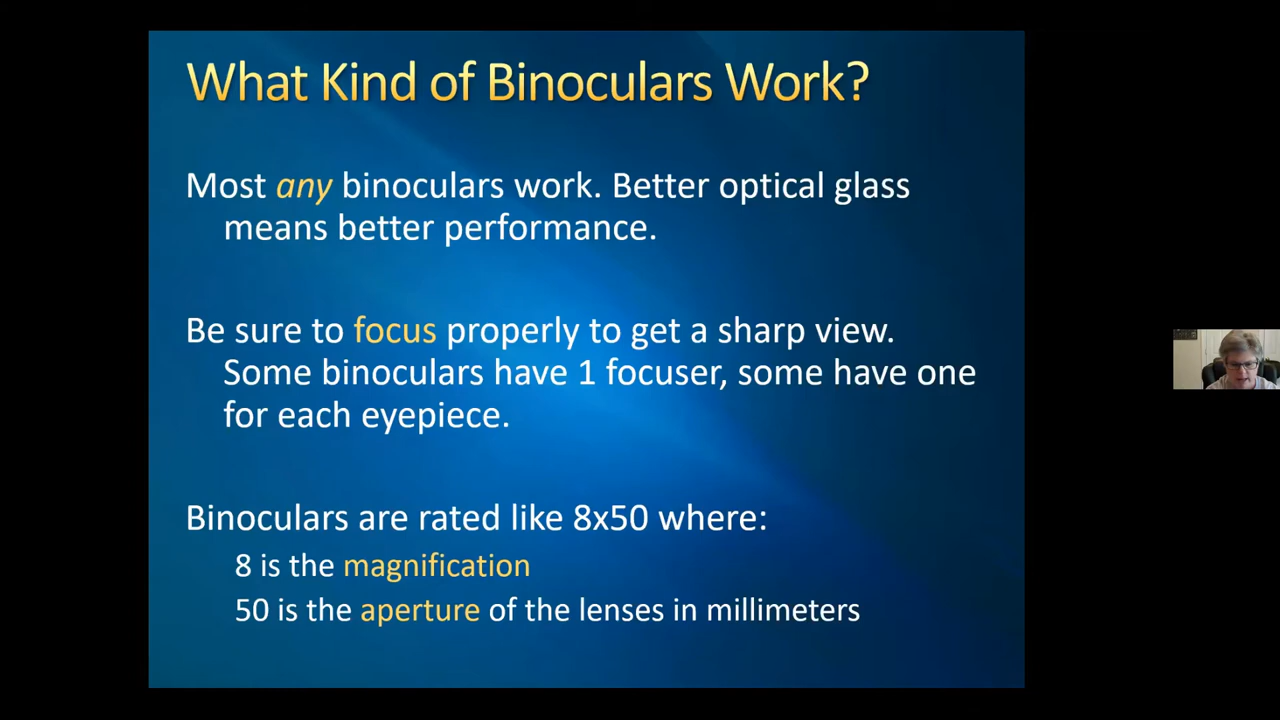 What Kind of Binoculars Work?
Most any binoculars work. Better optical glass
means better performance.
Be sure to focus properly to get a sharp view.
Some binoculars have 1 focuser, some have one
for each eyepiece.
Binoculars are rated like 8x50 where:
8 is the magnification
50 is the aperture of the lenses in millimeters